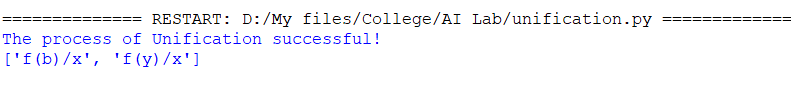 ============== RESTART: D:/My files/College/AI Lab/unification.py =============
The process of Unification successful!
['f(b)/x', 'f(y)/x']